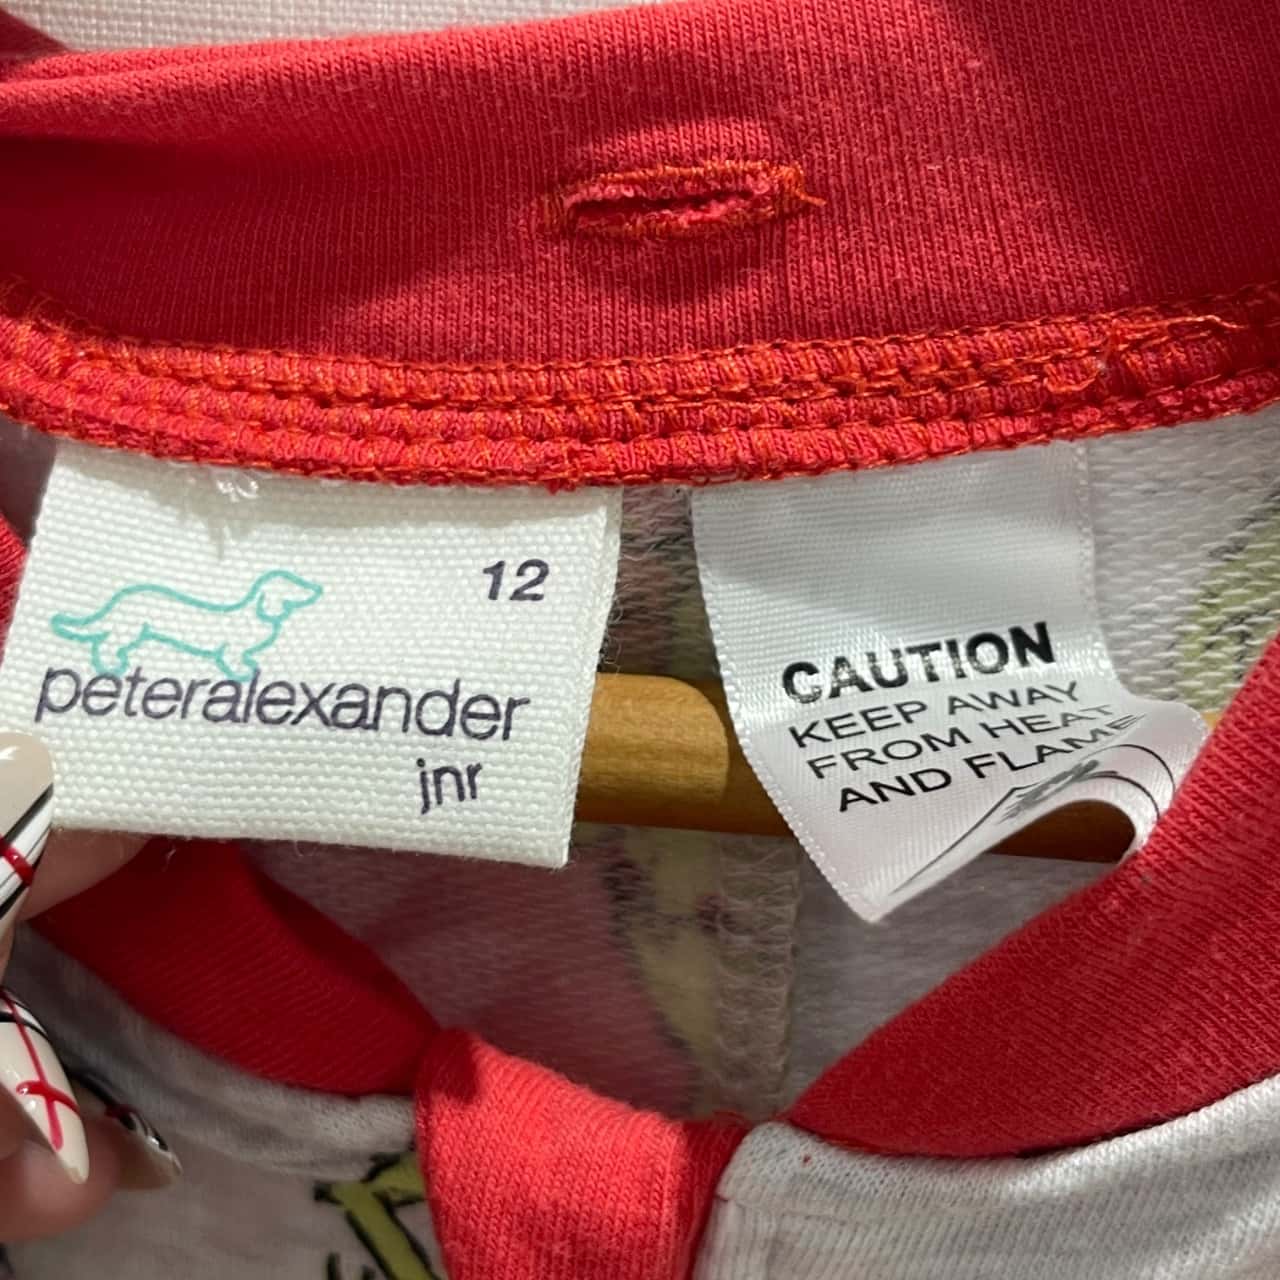 12
peteralexander
jnr
CAUTION
KEEP AWAY
FROM HEAT
AND FLAME